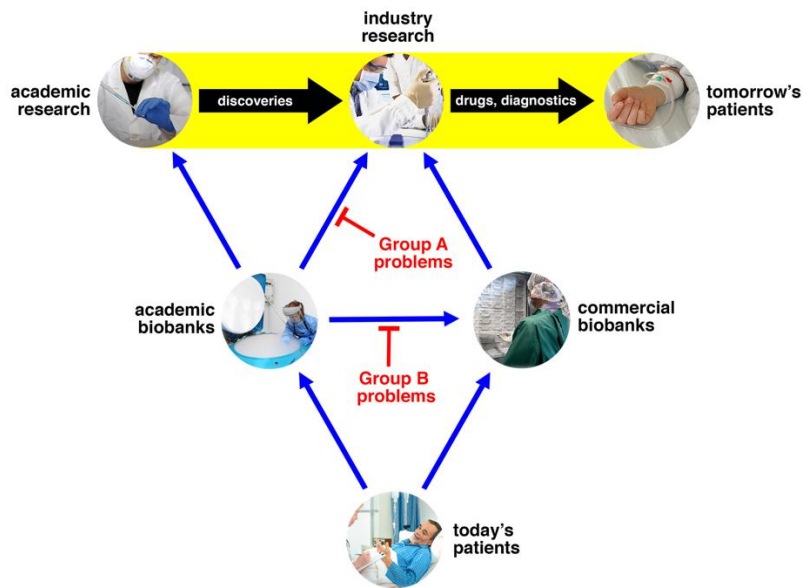 industry
research
academic
research
discoveries
drugs, diagnostics
tomorrow's
patients
Group A
problems
academic
biobanks
commercial
biobanks
Group B
problems
today's
patients